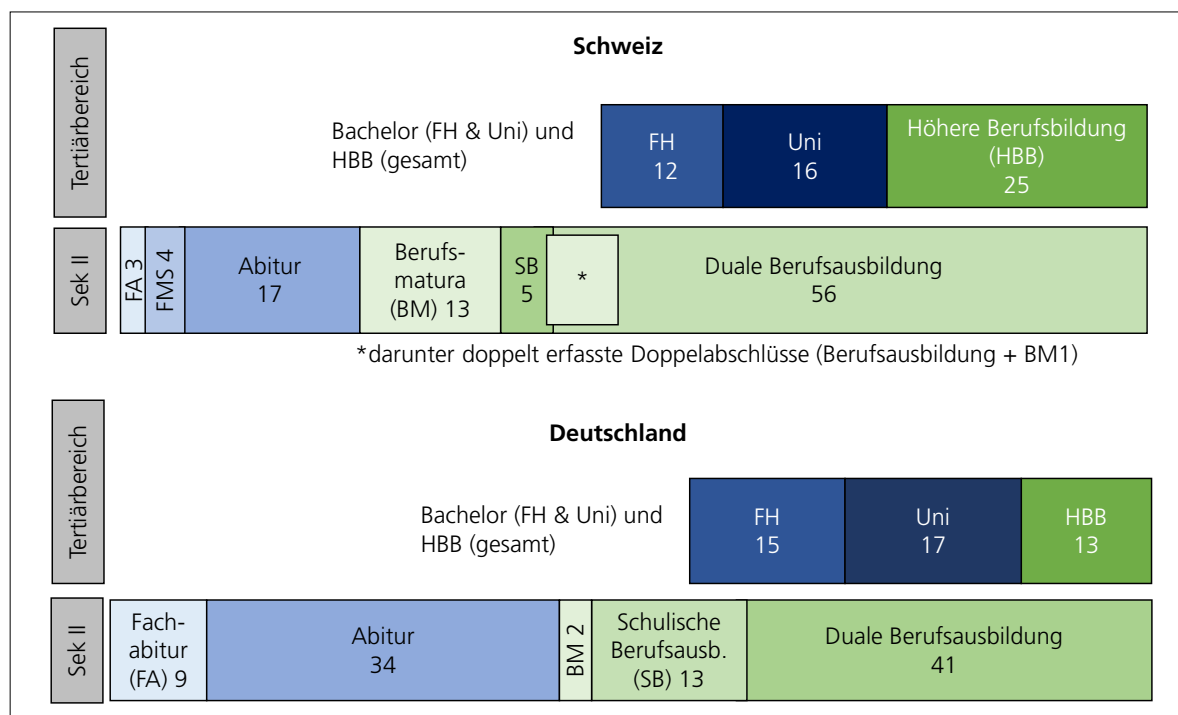 Schweiz
Tertiärbereich
Bachelor (FH & Uni) und
HBB (gesamt)
FH
12
Uni
16
Höhere Berufsbildung
(HBB)
25
Sek II
FA 3
FMS 4
Abitur
17
Berufs-
matura
(BM) 13
SB
5
*
Duale Berufsausbildung
56
*darunter doppelt erfasste Doppelabschlüsse (Berufsausbildung + BM1)
Deutschland
Tertiärbereich
Bachelor (FH & Uni) und
HBB (gesamt)
FH
15
Uni
17
HBB
13
Sek II
Fach-
abitur
(FA) 9
Abitur
34
BM 2
Schulische
Berufsausb.
(SB) 13
Duale Berufsausbildung
41